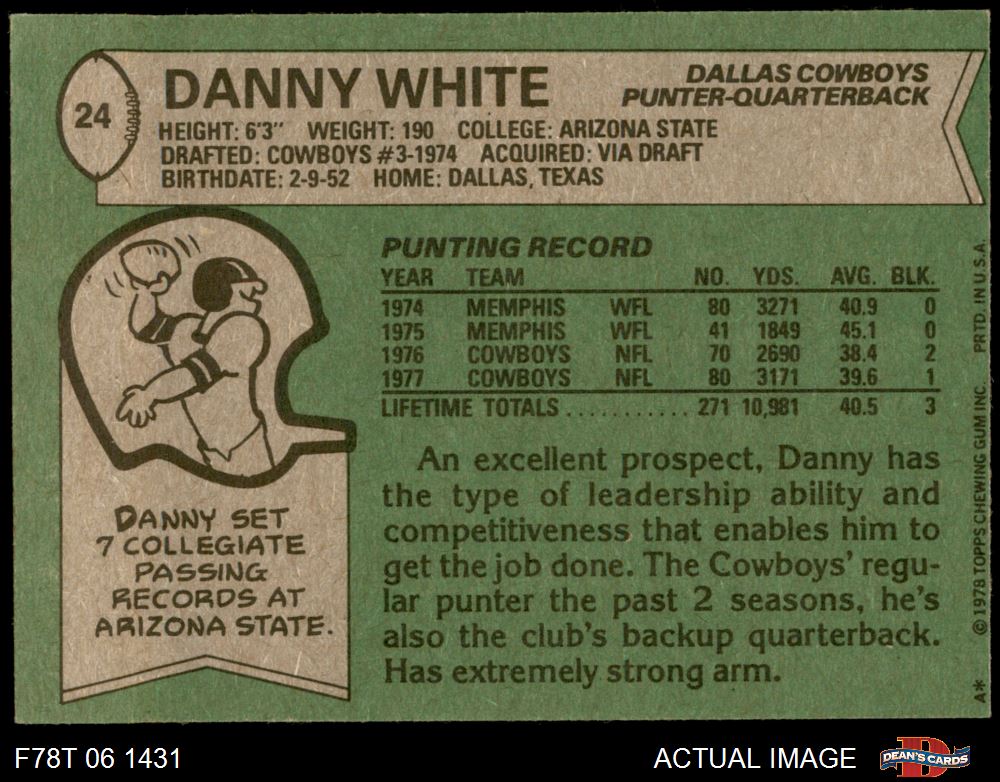 24
DANNY WHITE
DALLAS COWBOYS
PUNTER-QUARTERBACK
HEIGHT: 6'3" WEIGHT: 190 COLLEGE: ARIZONA STATE
DRAFTED: COWBOYS #3-1974 ACQUIRED: VIA DRAFT
BIRTHDATE: 2-9-52 HOME: DALLAS, TEXAS
PUNTING RECORD
YEAR TEAM NO. YDS. AVG. BLK.
1974 MEMPHIS WFL 80 3271 40.9 0
1975 MEMPHIS WFL 41 1849 45.1 0
1976 COWBOYS NFL 70 2690 38.4 2
1977 COWBOYS NFL 80 3171 39.6 1
LIFETIME TOTALS........... 271 10,981 40.5 3
DANNY SET
7 COLLEGIATE
PASSING
RECORDS AT
ARIZONA STATE.
An excellent prospect, Danny has
the type of leadership ability and
competitiveness that enables him to
get the job done. The Cowboys' regu-
lar punter the past 2 seasons, he's
also the club's backup quarterback.
Has extremely strong arm.
A* © 1978 TOPPS CHEWING GUM INC. PRTD. IN U.S.A.
F78T 06 1431
ACTUAL IMAGE
DEAN'S CARDS